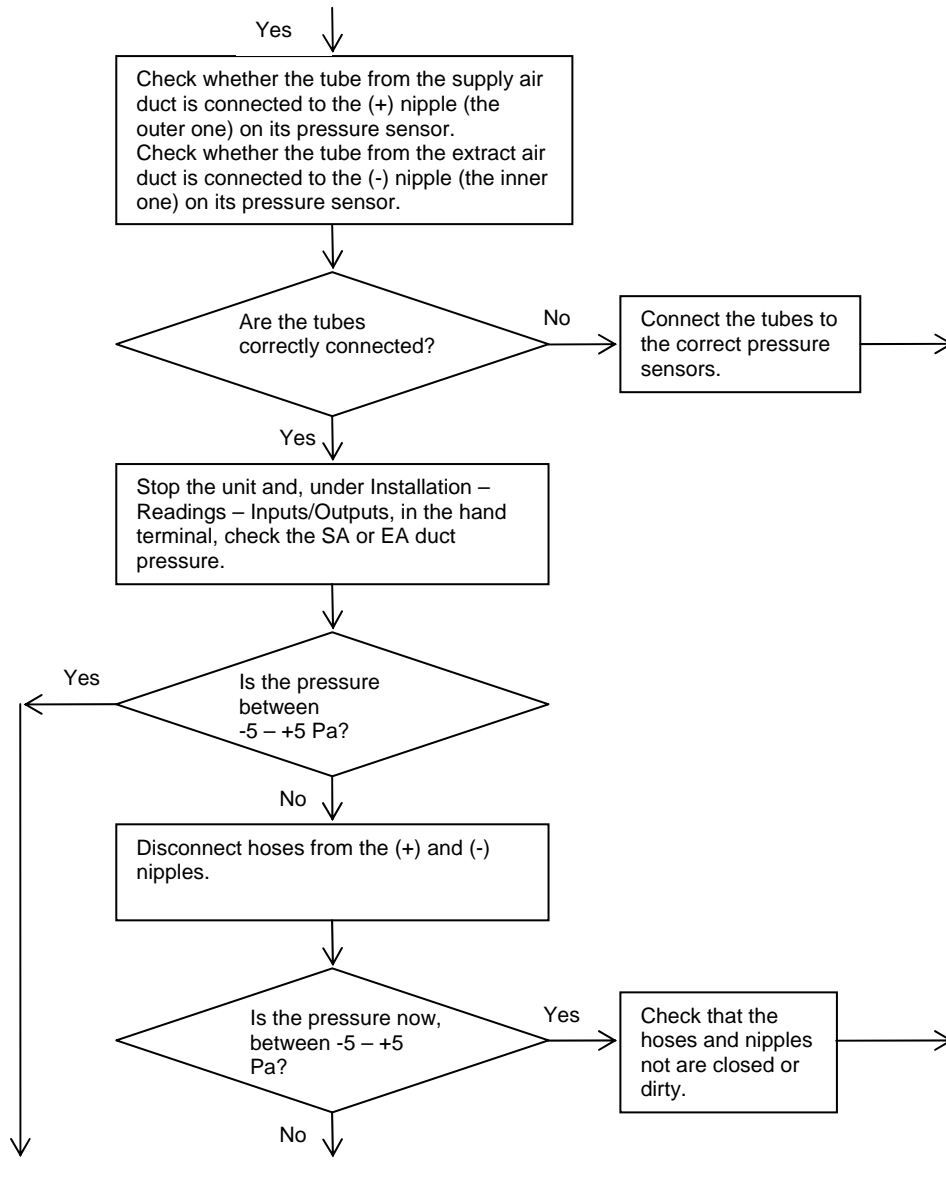 Yes
Check whether the tube from the supply air
duct is connected to the (+) nipple (the
outer one) on its pressure sensor.
Check whether the tube from the extract air
duct is connected to the (-) nipple (the inner
one) on its pressure sensor.
Are the tubes
correctly connected?
No
Connect the tubes to
the correct pressure
sensors.
Yes
Stop the unit and, under Installation –
Readings – Inputs/Outputs, in the hand
terminal, check the SA or EA duct
pressure.
Yes
Is the pressure
between
-5 – +5 Pa?
No
Disconnect hoses from the (+) and (-)
nipples.
Is the pressure now,
between -5 – +5
Pa?
Yes
Check that the
hoses and nipples
not are closed or
dirty.
No